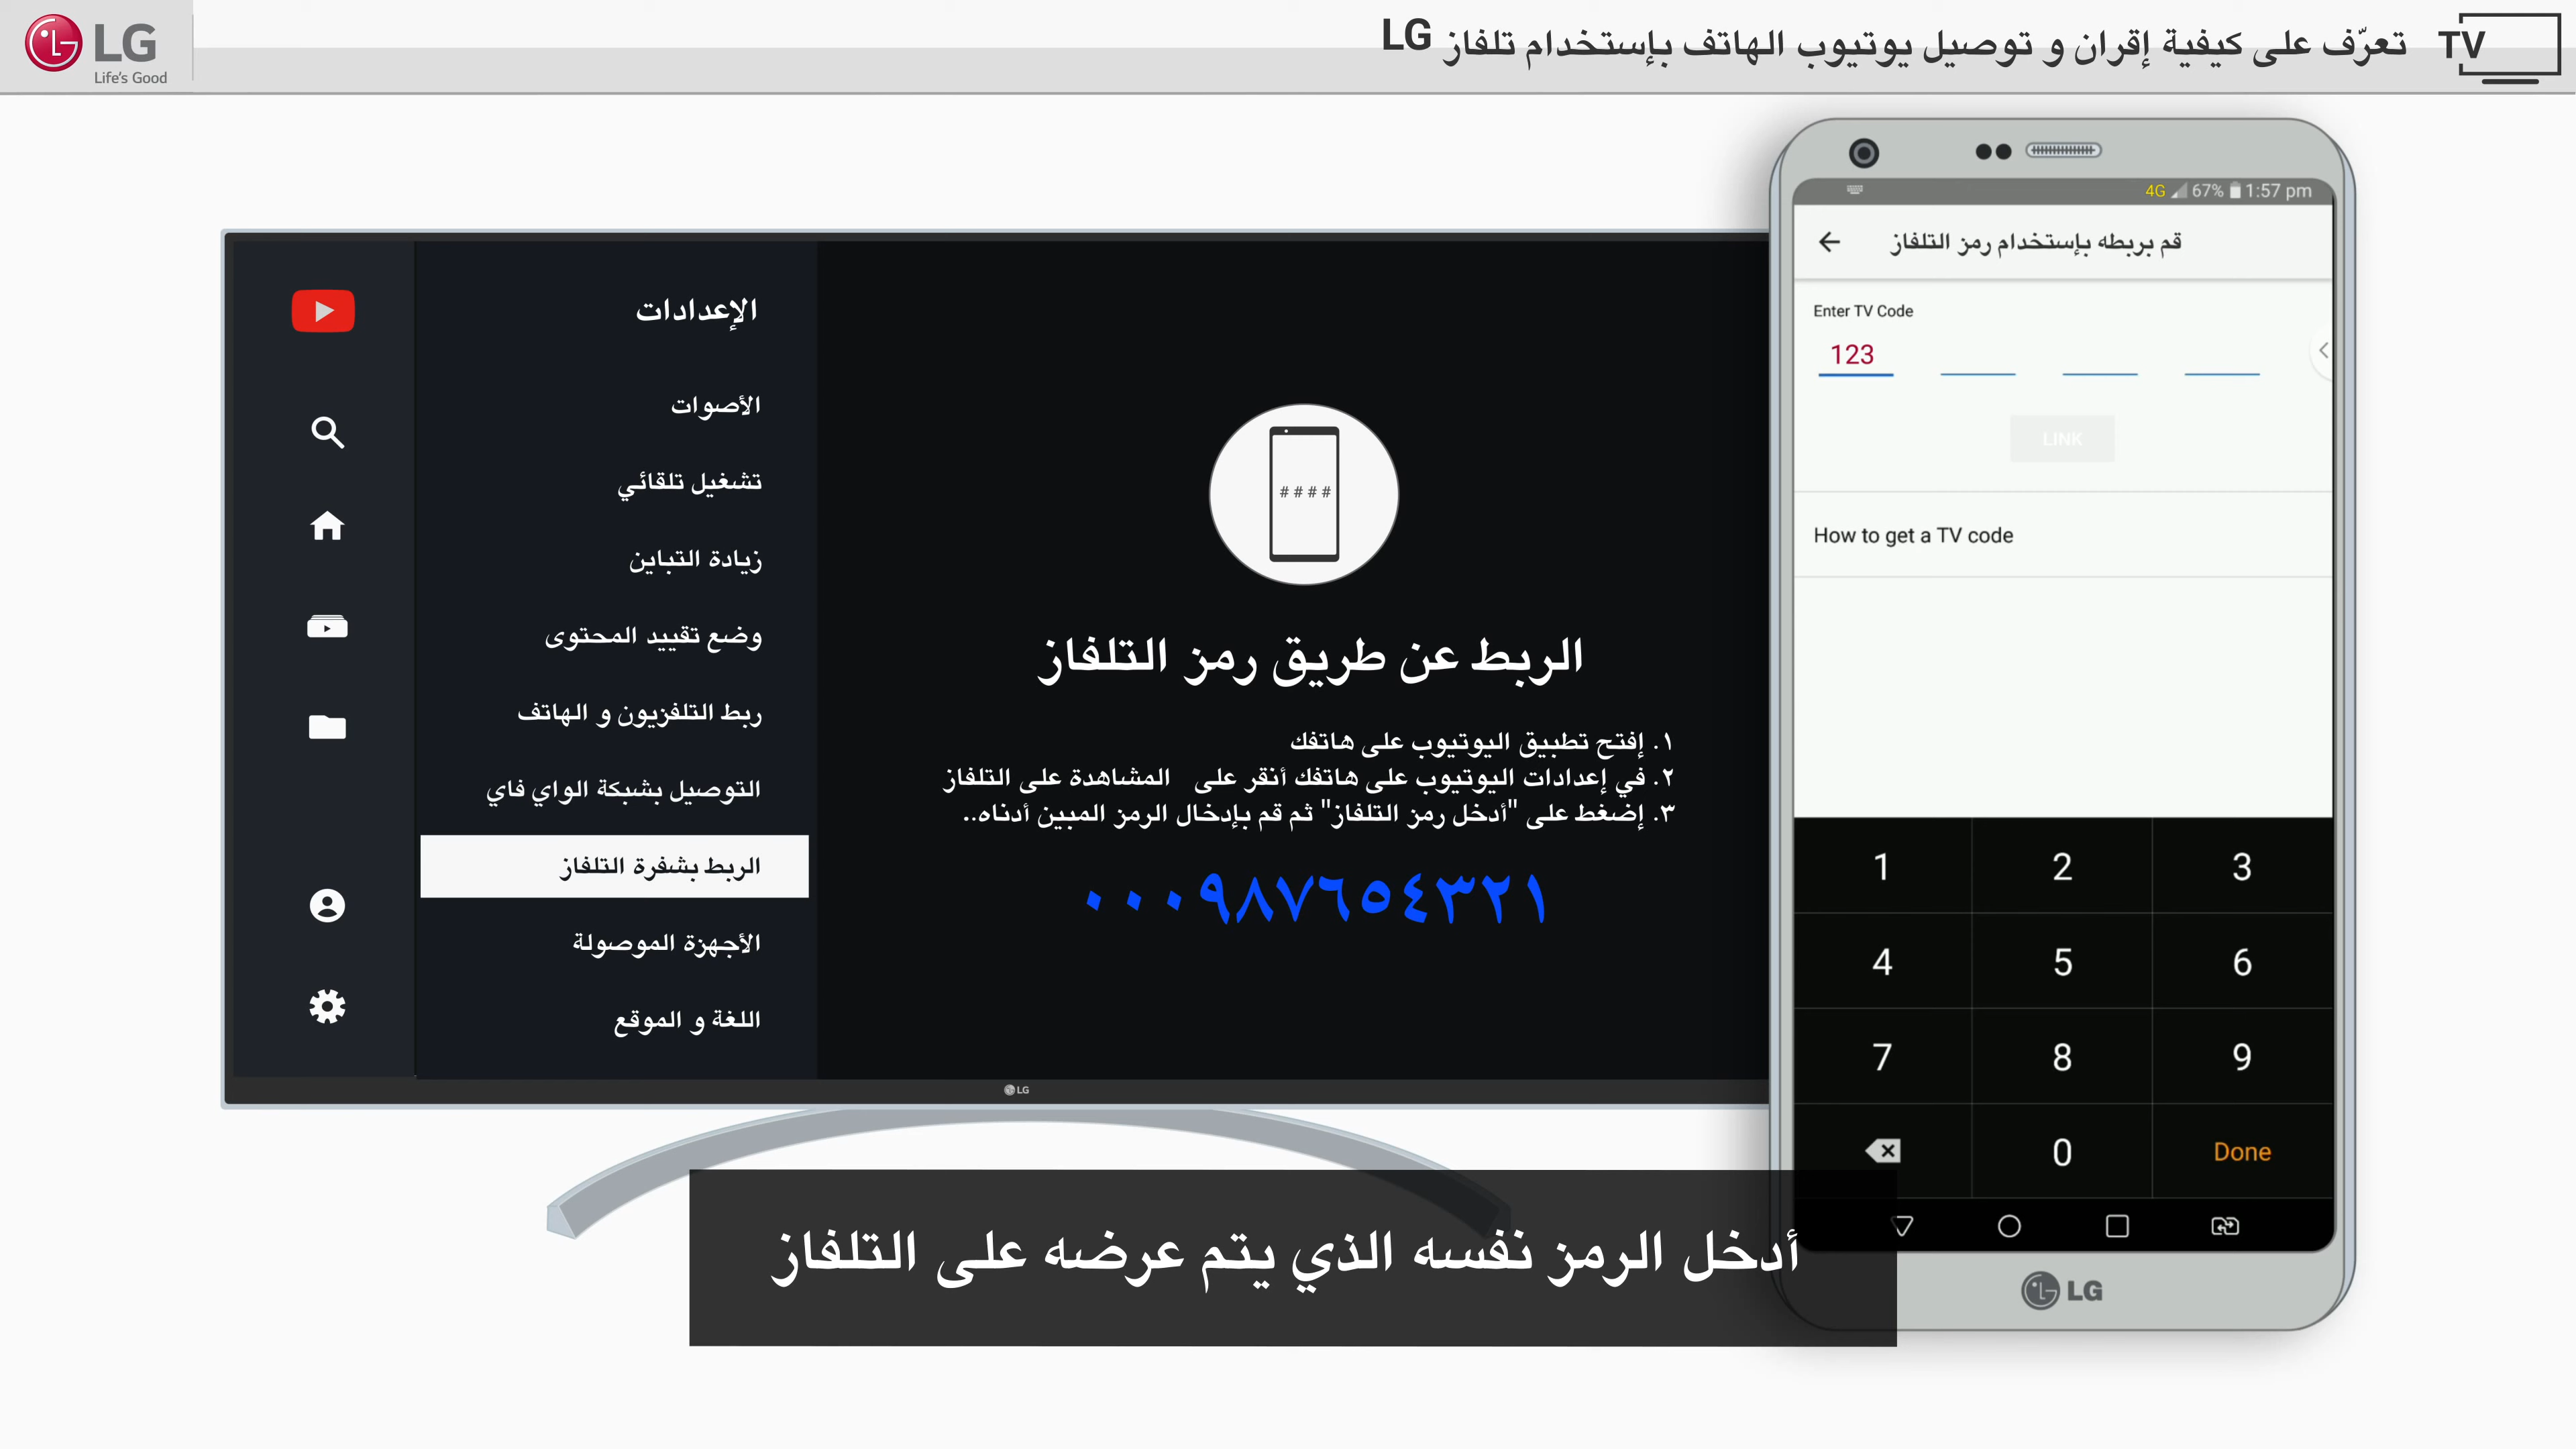 LG
Life's Good
تعرّف على كيفية إقران و توصيل يوتيوب الهاتف بإستخدام تلفاز LG
TV
الإعدادات
الأصوات
تشغيل تلقائي
زيادة التباين
وضع تقييد المحتوى
ربط التلفزيون و الهاتف
التوصيل بشبكة الواي فاي
الربط بشفرة التلفاز
الأجهزة الموصولة
اللغة و الموقع
####
الربط عن طريق رمز التلفاز
١. إفتح تطبيق اليوتيوب على هاتفك
٢. في إعدادات اليوتيوب على هاتفك أنقر على المشاهدة على التلفاز
٣. إضغط على "أدخل رمز التلفاز" ثم قم بإدخال الرمز المبين أدناه..
٠٠٠٩٨٧٦٥٤٣٢١
LG
4G 67% 1:57 pm
قم بربطه بإستخدام رمز التلفاز
Enter TV Code
123
LINK
How to get a TV code
1 2 3
4 5 6
7 8 9
0 Done
LG
أدخل الرمز نفسه الذي يتم عرضه على التلفاز